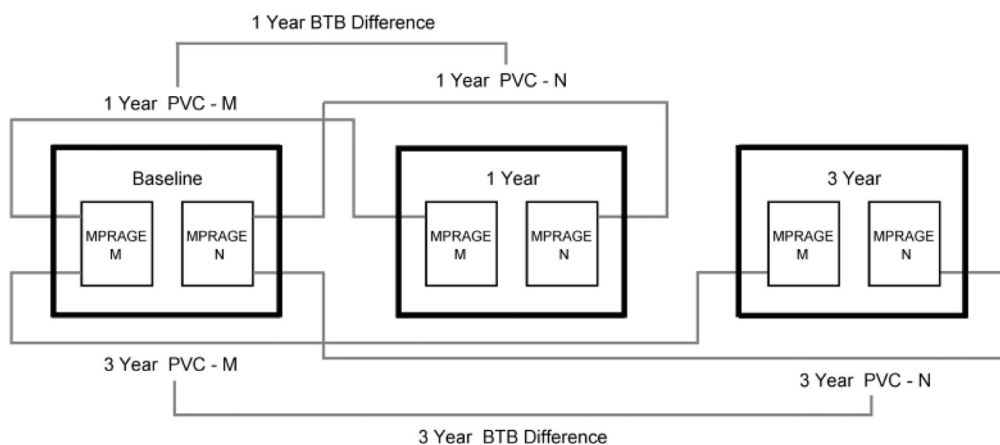 1 Year BTB Difference
1 Year PVC - N
1 Year PVC - M
Baseline
1 Year
3 Year
MPRAGE
M
MPRAGE
N
MPRAGE
M
MPRAGE
N
MPRAGE
M
MPRAGE
N
3 Year PVC - M
3 Year PVC - N
3 Year BTB Difference